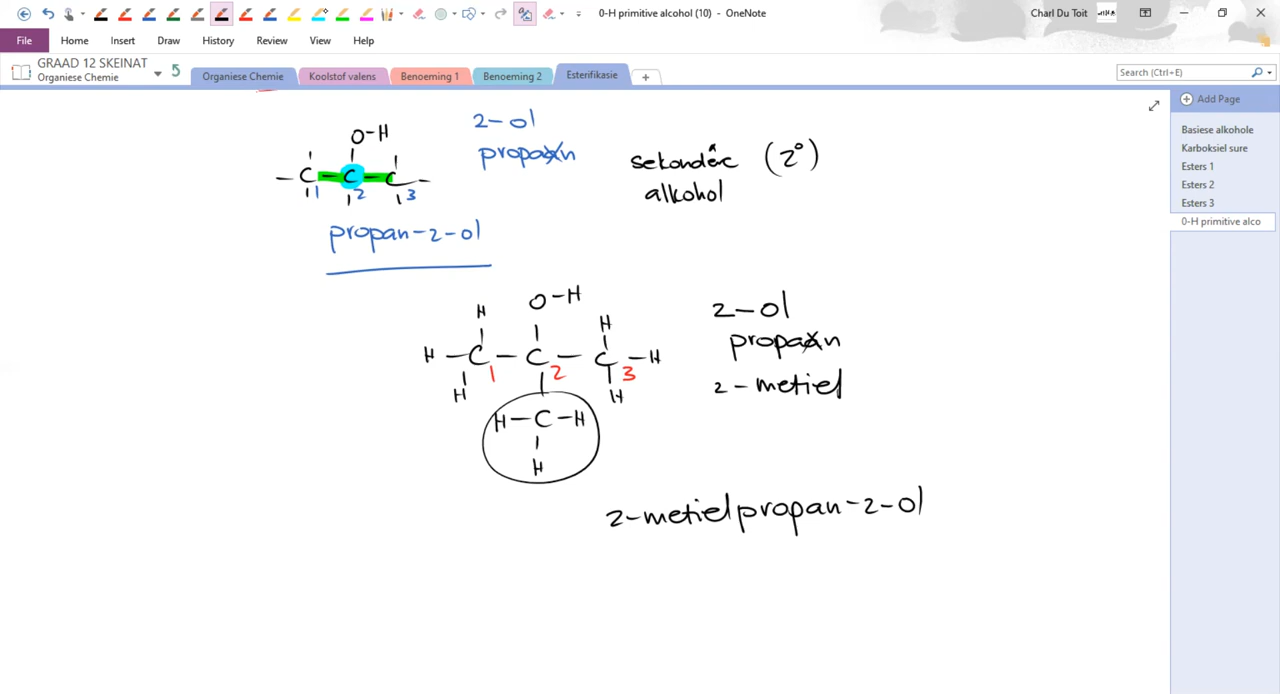 0-H primitive alcohol (10) - OneNote
Charl Du Toit
File Home Insert Draw History Review View Help
GRAAD 12 SKEINAT
Organiese Chemie
Organiese Chemie Koolstof valens Benoeming 1 Benoeming 2 Esterifikasie +
Search (Ctrl+E)
Add Page
Basiese alkohole
Karboksiel sure
Esters 1
Esters 2
Esters 3
0-H primitive alco
O-H
C C C
1 2 3
propan-2-ol
2-ol
propaan
sekondêre (2°)
alkohol
O-H
H H
H-C-C-C-H
1 2 3
H H
H-C-H
H
2-ol
propaan
2-metiel
2-metielpropan-2-ol